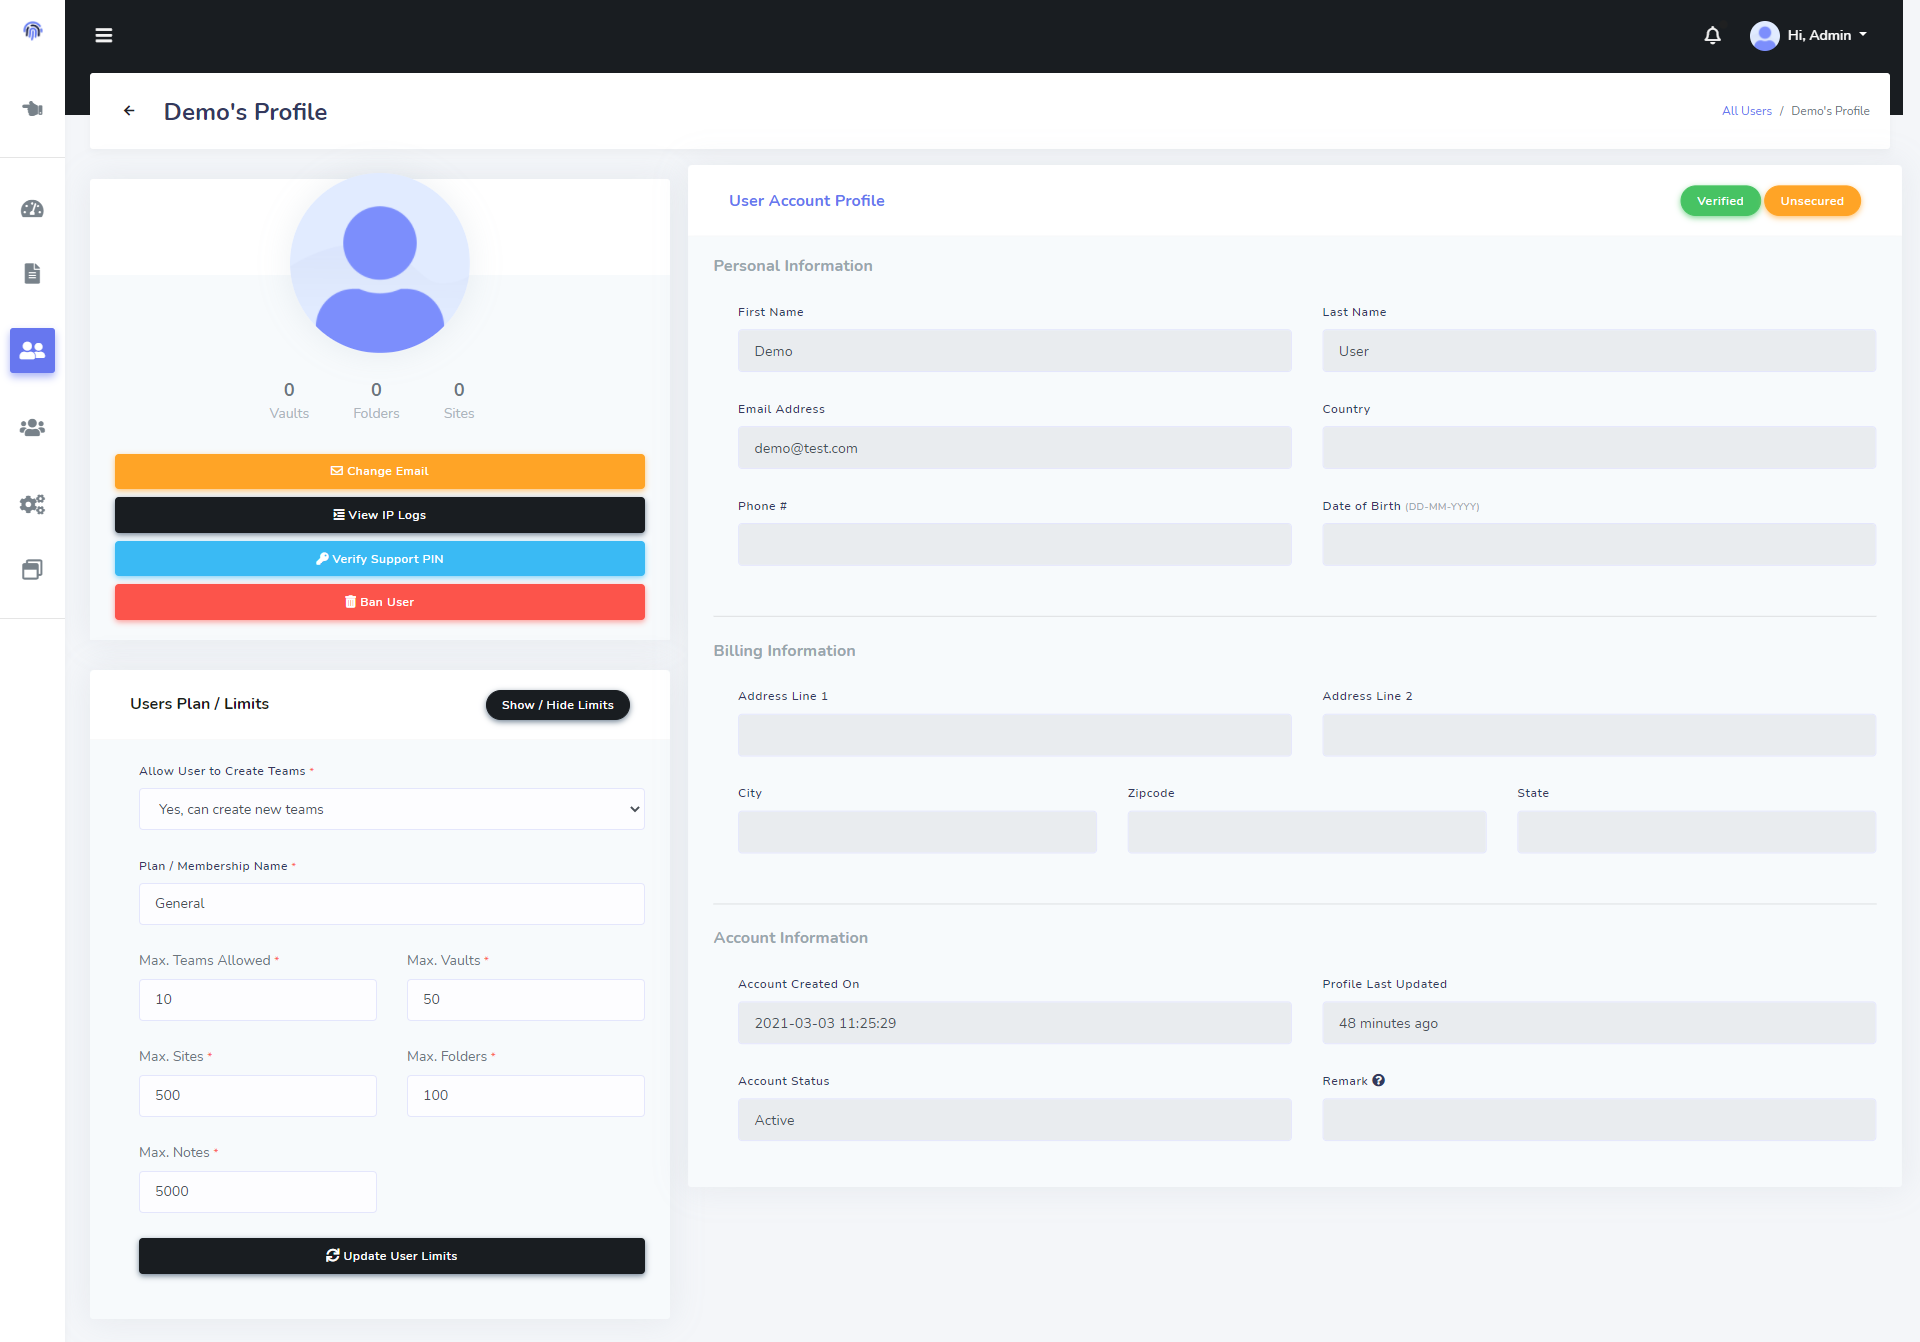 Hi, Admin
Demo's Profile
All Users / Demo's Profile
0 0 0
Vaults Folders Sites
Change Email
View IP Logs
Verify Support PIN
Ban User
Users Plan / Limits
Show / Hide Limits
Allow User to Create Teams *
Yes, can create new teams
Plan / Membership Name *
General
Max. Teams Allowed * Max. Vaults *
10 50
Max. Sites * Max. Folders *
500 100
Max. Notes *
5000
Update User Limits
User Account Profile
Verified Unsecured
Personal Information
First Name Last Name
Demo User
Email Address Country
demo@test.com
Phone # Date of Birth (DD-MM-YYYY)
Billing Information
Address Line 1 Address Line 2
City Zipcode State
Account Information
Account Created On Profile Last Updated
2021-03-03 11:25:29 48 minutes ago
Account Status Remark ?
Active